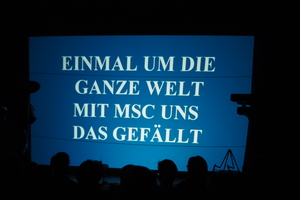 EINMAL UM DIE
GANZE WELT
MIT MSC UNS
DAS GEFÄLLT